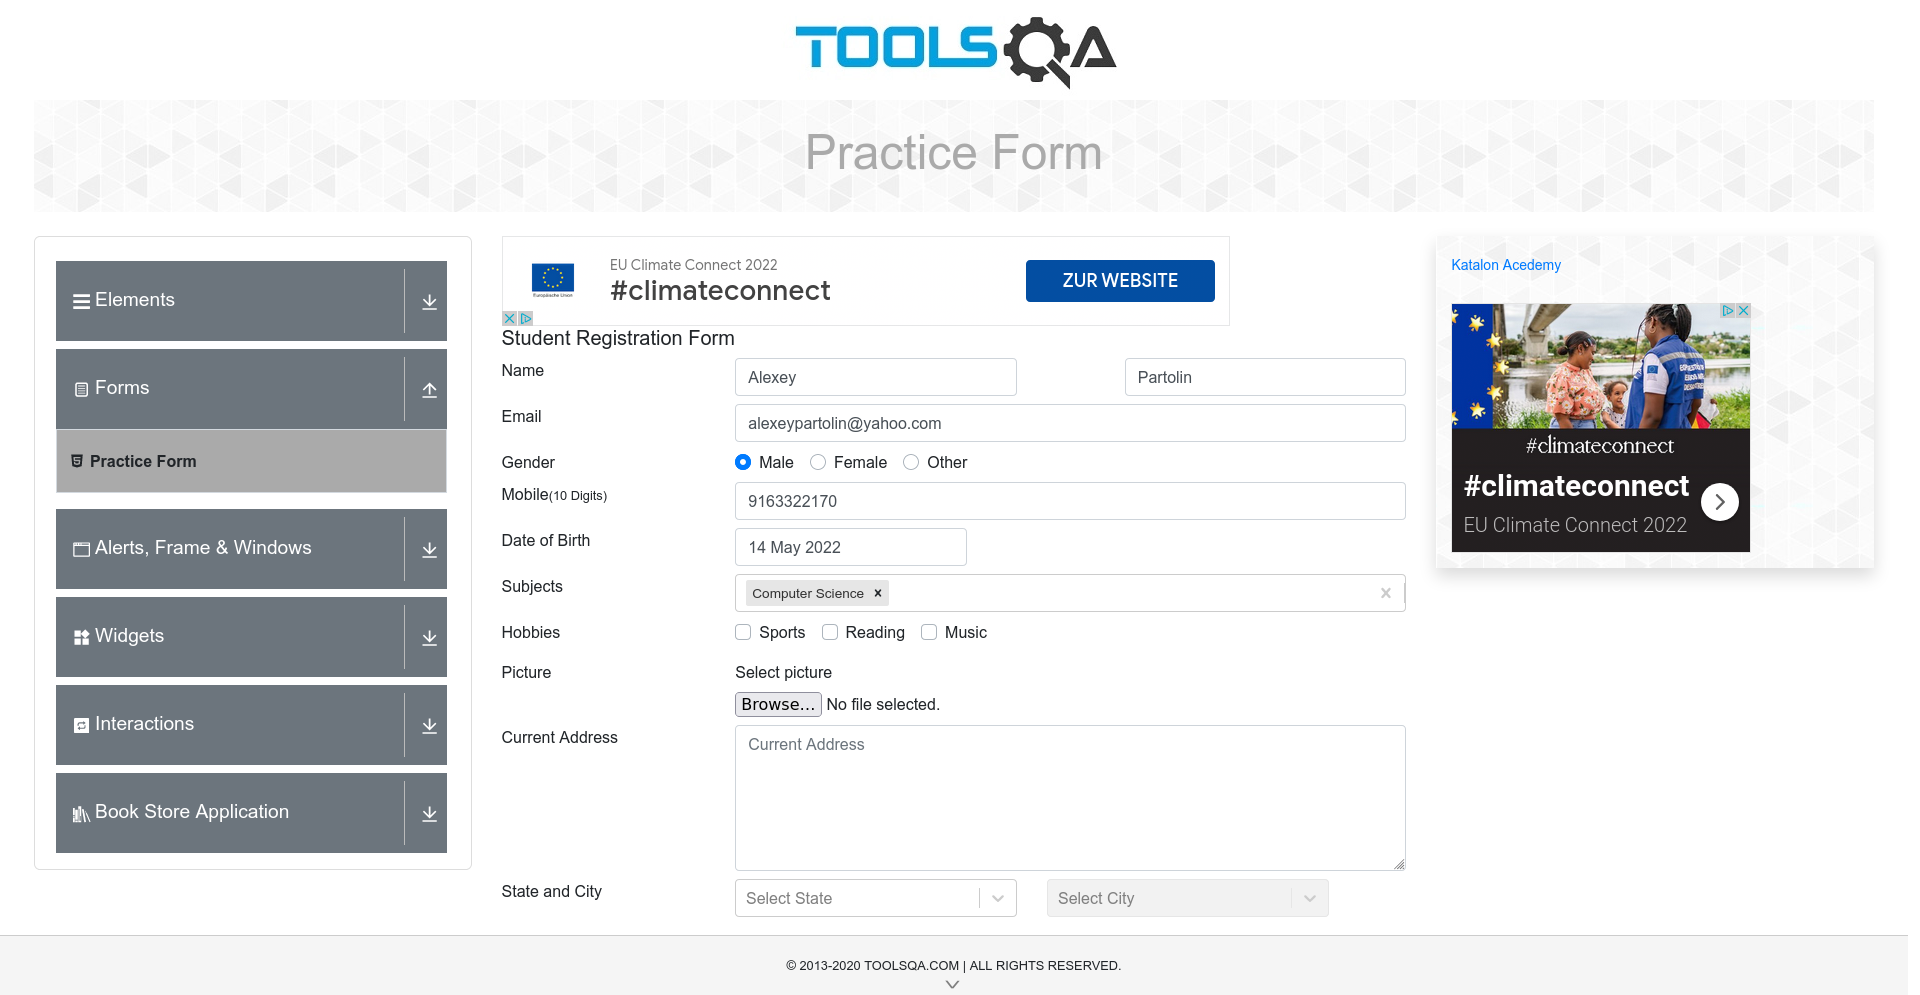 TOOLSQA
Practice Form
Elements
Forms
Practice Form
Alerts, Frame & Windows
Widgets
Interactions
Book Store Application
Europäische Union
EU Climate Connect 2022
#climateconnect
ZUR WEBSITE
Student Registration Form
Name Alexey Partolin
Email alexeypartolin@yahoo.com
Gender Male Female Other
Mobile(10 Digits) 9163322170
Date of Birth 14 May 2022
Subjects Computer Science
Hobbies Sports Reading Music
Picture Select picture
Browse... No file selected.
Current Address Current Address
State and City Select State Select City
Katalon Acedemy
#climateconnect
#climateconnect
EU Climate Connect 2022
© 2013-2020 TOOLSQA.COM | ALL RIGHTS RESERVED.